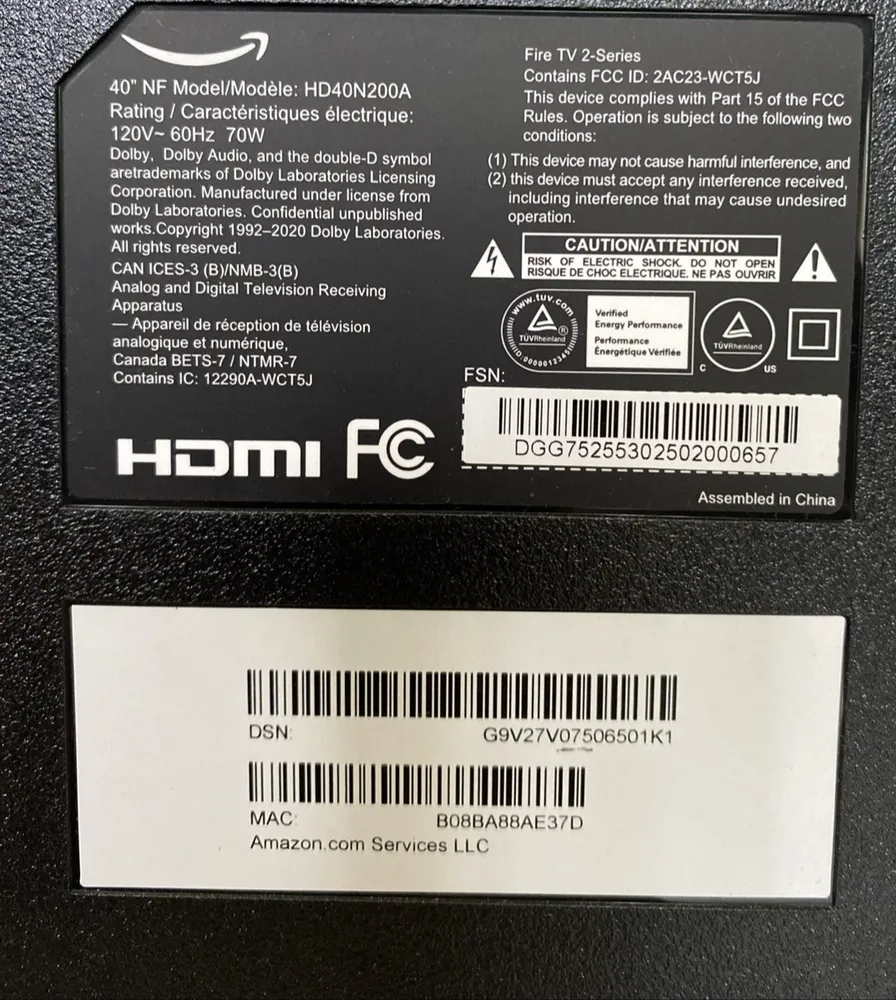 40" NF Model/Modèle: HD40N200A
Rating / Caractéristiques électrique:
120V~ 60Hz 70W
Dolby, Dolby Audio, and the double-D symbol
aretrademarks of Dolby Laboratories Licensing
Corporation. Manufactured under license from
Dolby Laboratories. Confidential unpublished
works.Copyright 1992–2020 Dolby Laboratories.
All rights reserved.
CAN ICES-3 (B)/NMB-3(B)
Analog and Digital Television Receiving
Apparatus
— Appareil de réception de télévision
analogique et numérique,
Canada BETS-7 / NTMR-7
Contains IC: 12290A-WCT5J
HDMI FC
Fire TV 2-Series
Contains FCC ID: 2AC23-WCT5J
This device complies with Part 15 of the FCC
Rules. Operation is subject to the following two
conditions:
(1) This device may not cause harmful interference, and
(2) this device must accept any interference received,
including interference that may cause undesired
operation.
CAUTION/ATTENTION
RISK OF ELECTRIC SHOCK. DO NOT OPEN
RISQUE DE CHOC ELECTRIQUE. NE PAS OUVRIR
www.tuv.com
TÜVRheinland
®
ID:0000012345
Verified
Energy Performance
Performance
Énergétique Vérifiée
TÜVRheinland
C US
FSN:
DGG75255302502000657
Assembled in China
DSN: G9V27V07506501K1
MAC: B08BA88AE37D
Amazon.com Services LLC